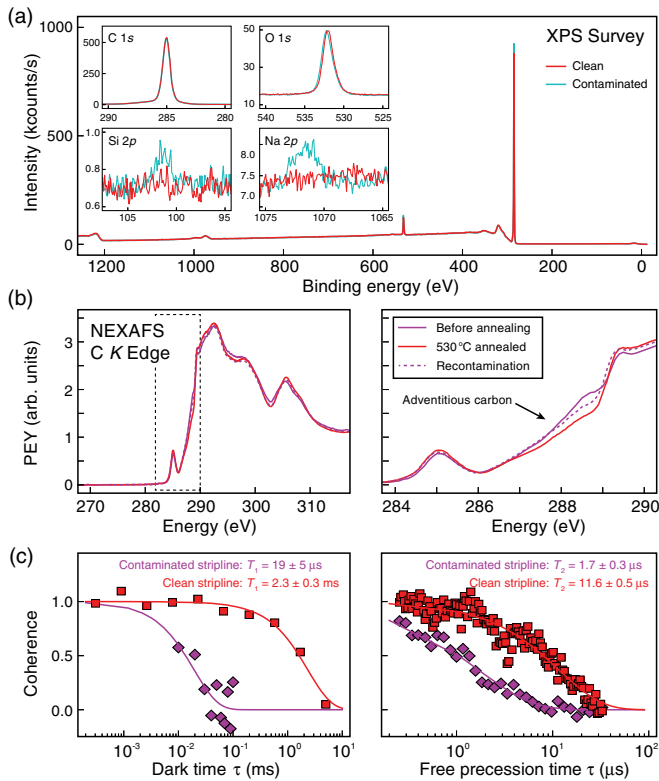 (a)
XPS Survey
Clean
Contaminated
Intensity (kcounts/s)
1000
500
0
1200
1000
800
600
400
200
0
Binding energy (eV)
C 1s
500
250
0
290
285
280
O 1s
50
25
0
540
535
530
525
Si 2p
1.0
0.8
0.6
105
100
95
Na 2p
9.0
8.0
7.0
1075
1070
1065
(b)
NEXAFS
C K Edge
PEY (arb. units)
3
2
1
0
270
280
290
300
310
Energy (eV)
Before annealing
530 °C annealed
Recontamination
Adventitious carbon
284
286
288
290
Energy (eV)
(c)
Contaminated stripline: T1 = 19 ± 5 µs
Clean stripline: T1 = 2.3 ± 0.3 ms
Coherence
1.0
0.5
0.0
10⁻³
10⁻²
10⁻¹
10⁰
10¹
Dark time τ (ms)
Contaminated stripline: T2 = 1.7 ± 0.3 µs
Clean stripline: T2 = 11.6 ± 0.5 µs
10⁰
10¹
10²
Free precession time τ (µs)